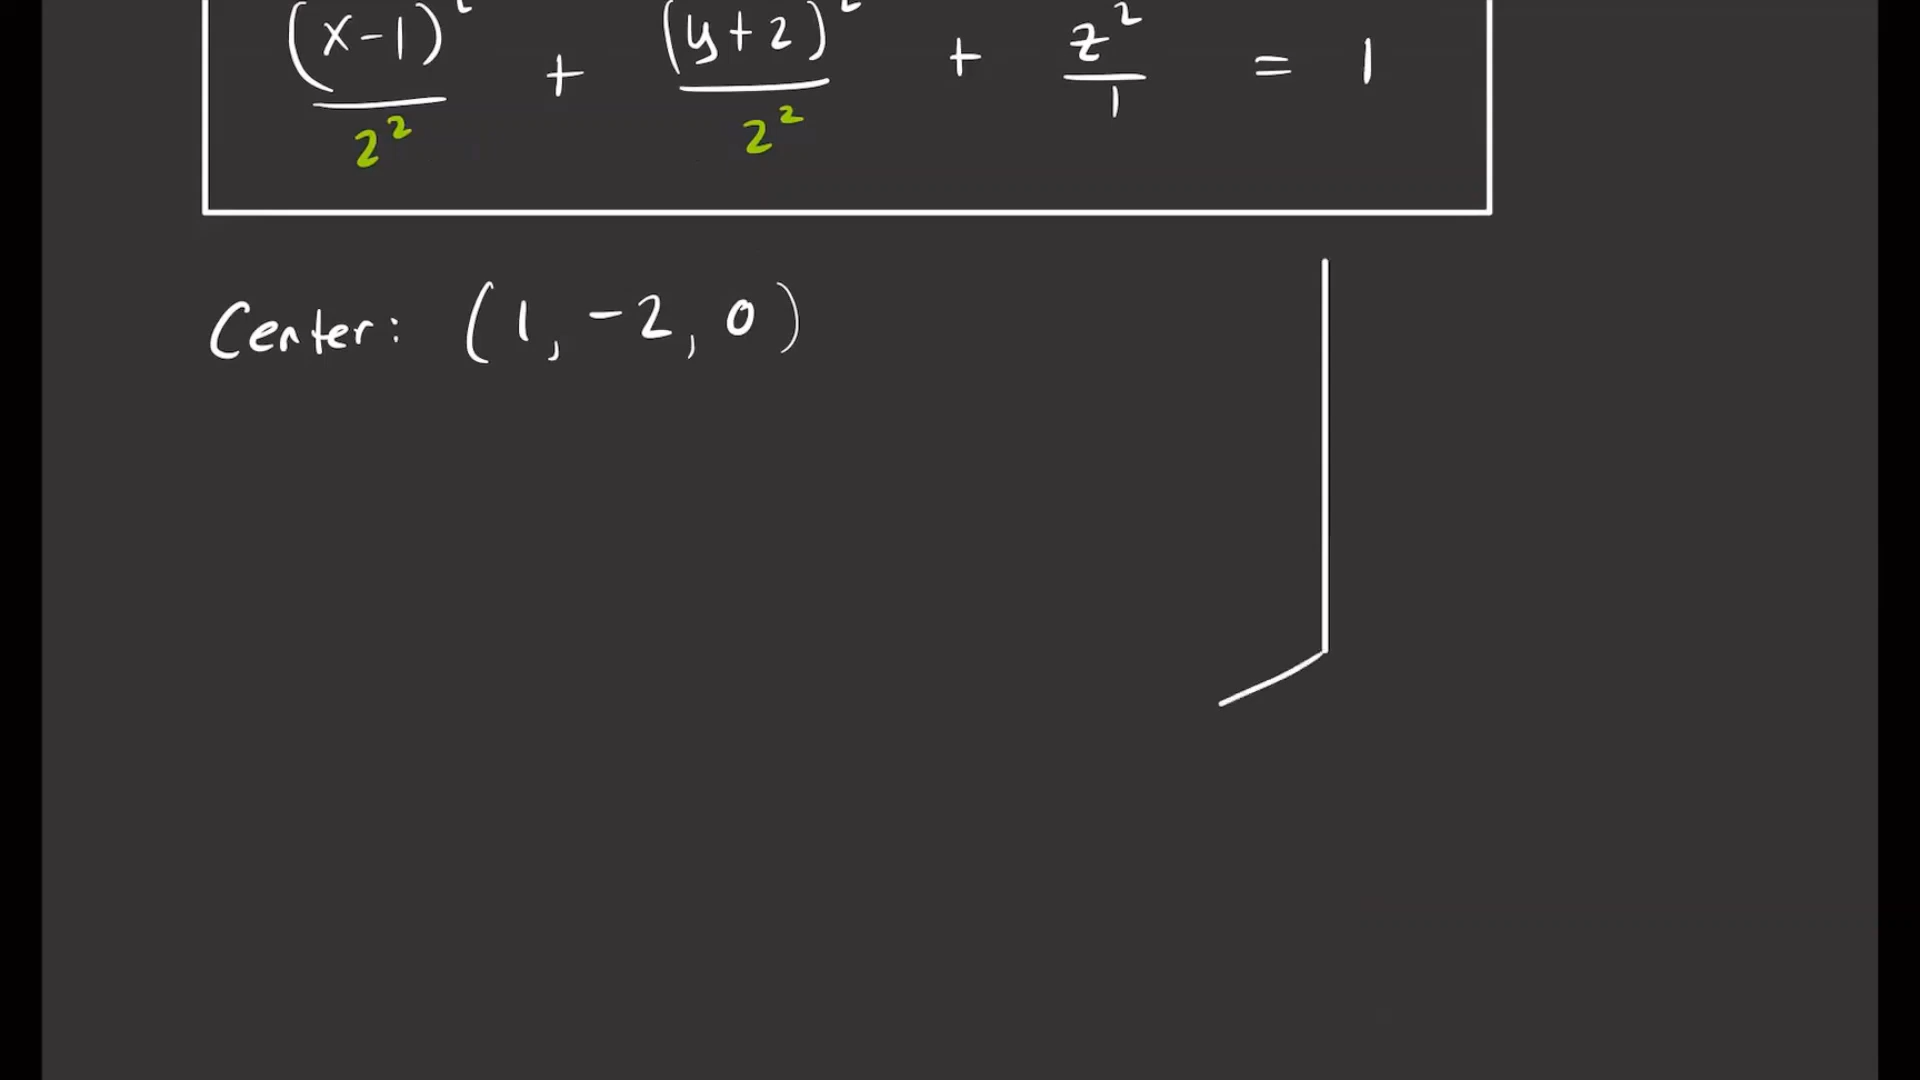 (x-1)² / 2² + (y+2)² / 2² + z² / 1 = 1
Center: (1, -2, 0)